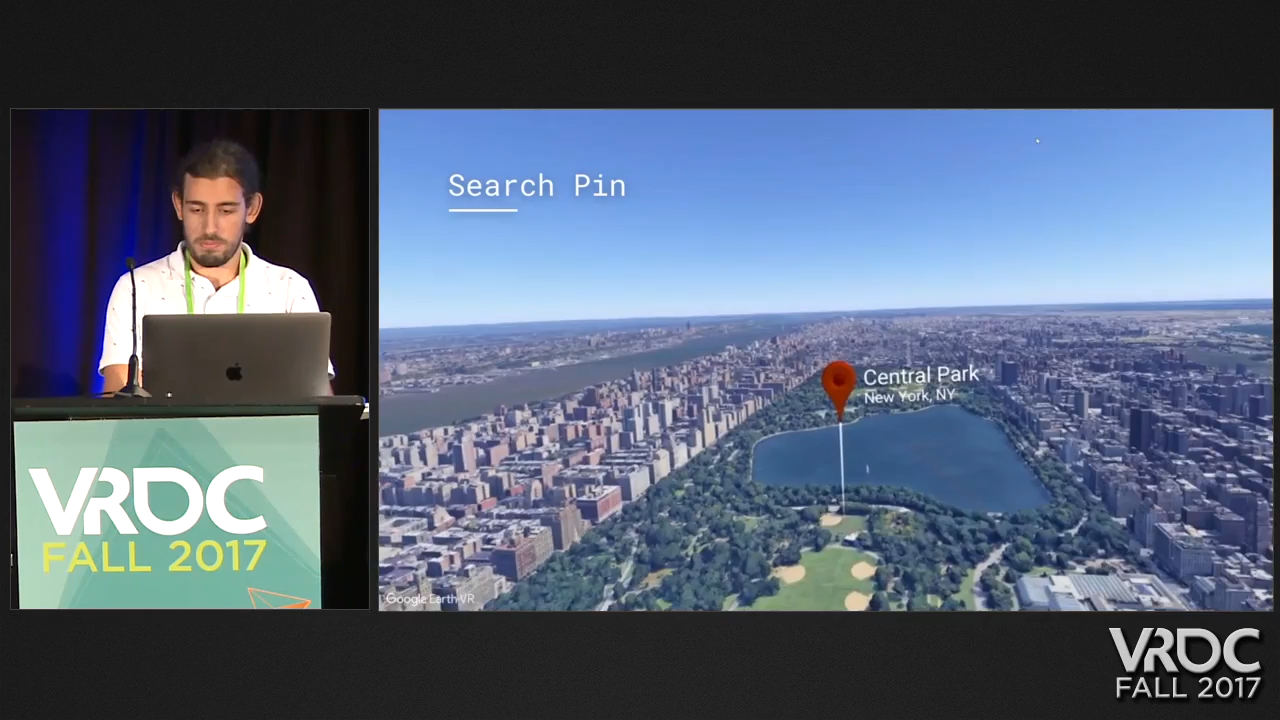 VRDC
FALL 2017
Search Pin
Central Park
New York, NY
Google Earth VR
VRDC
FALL 2017